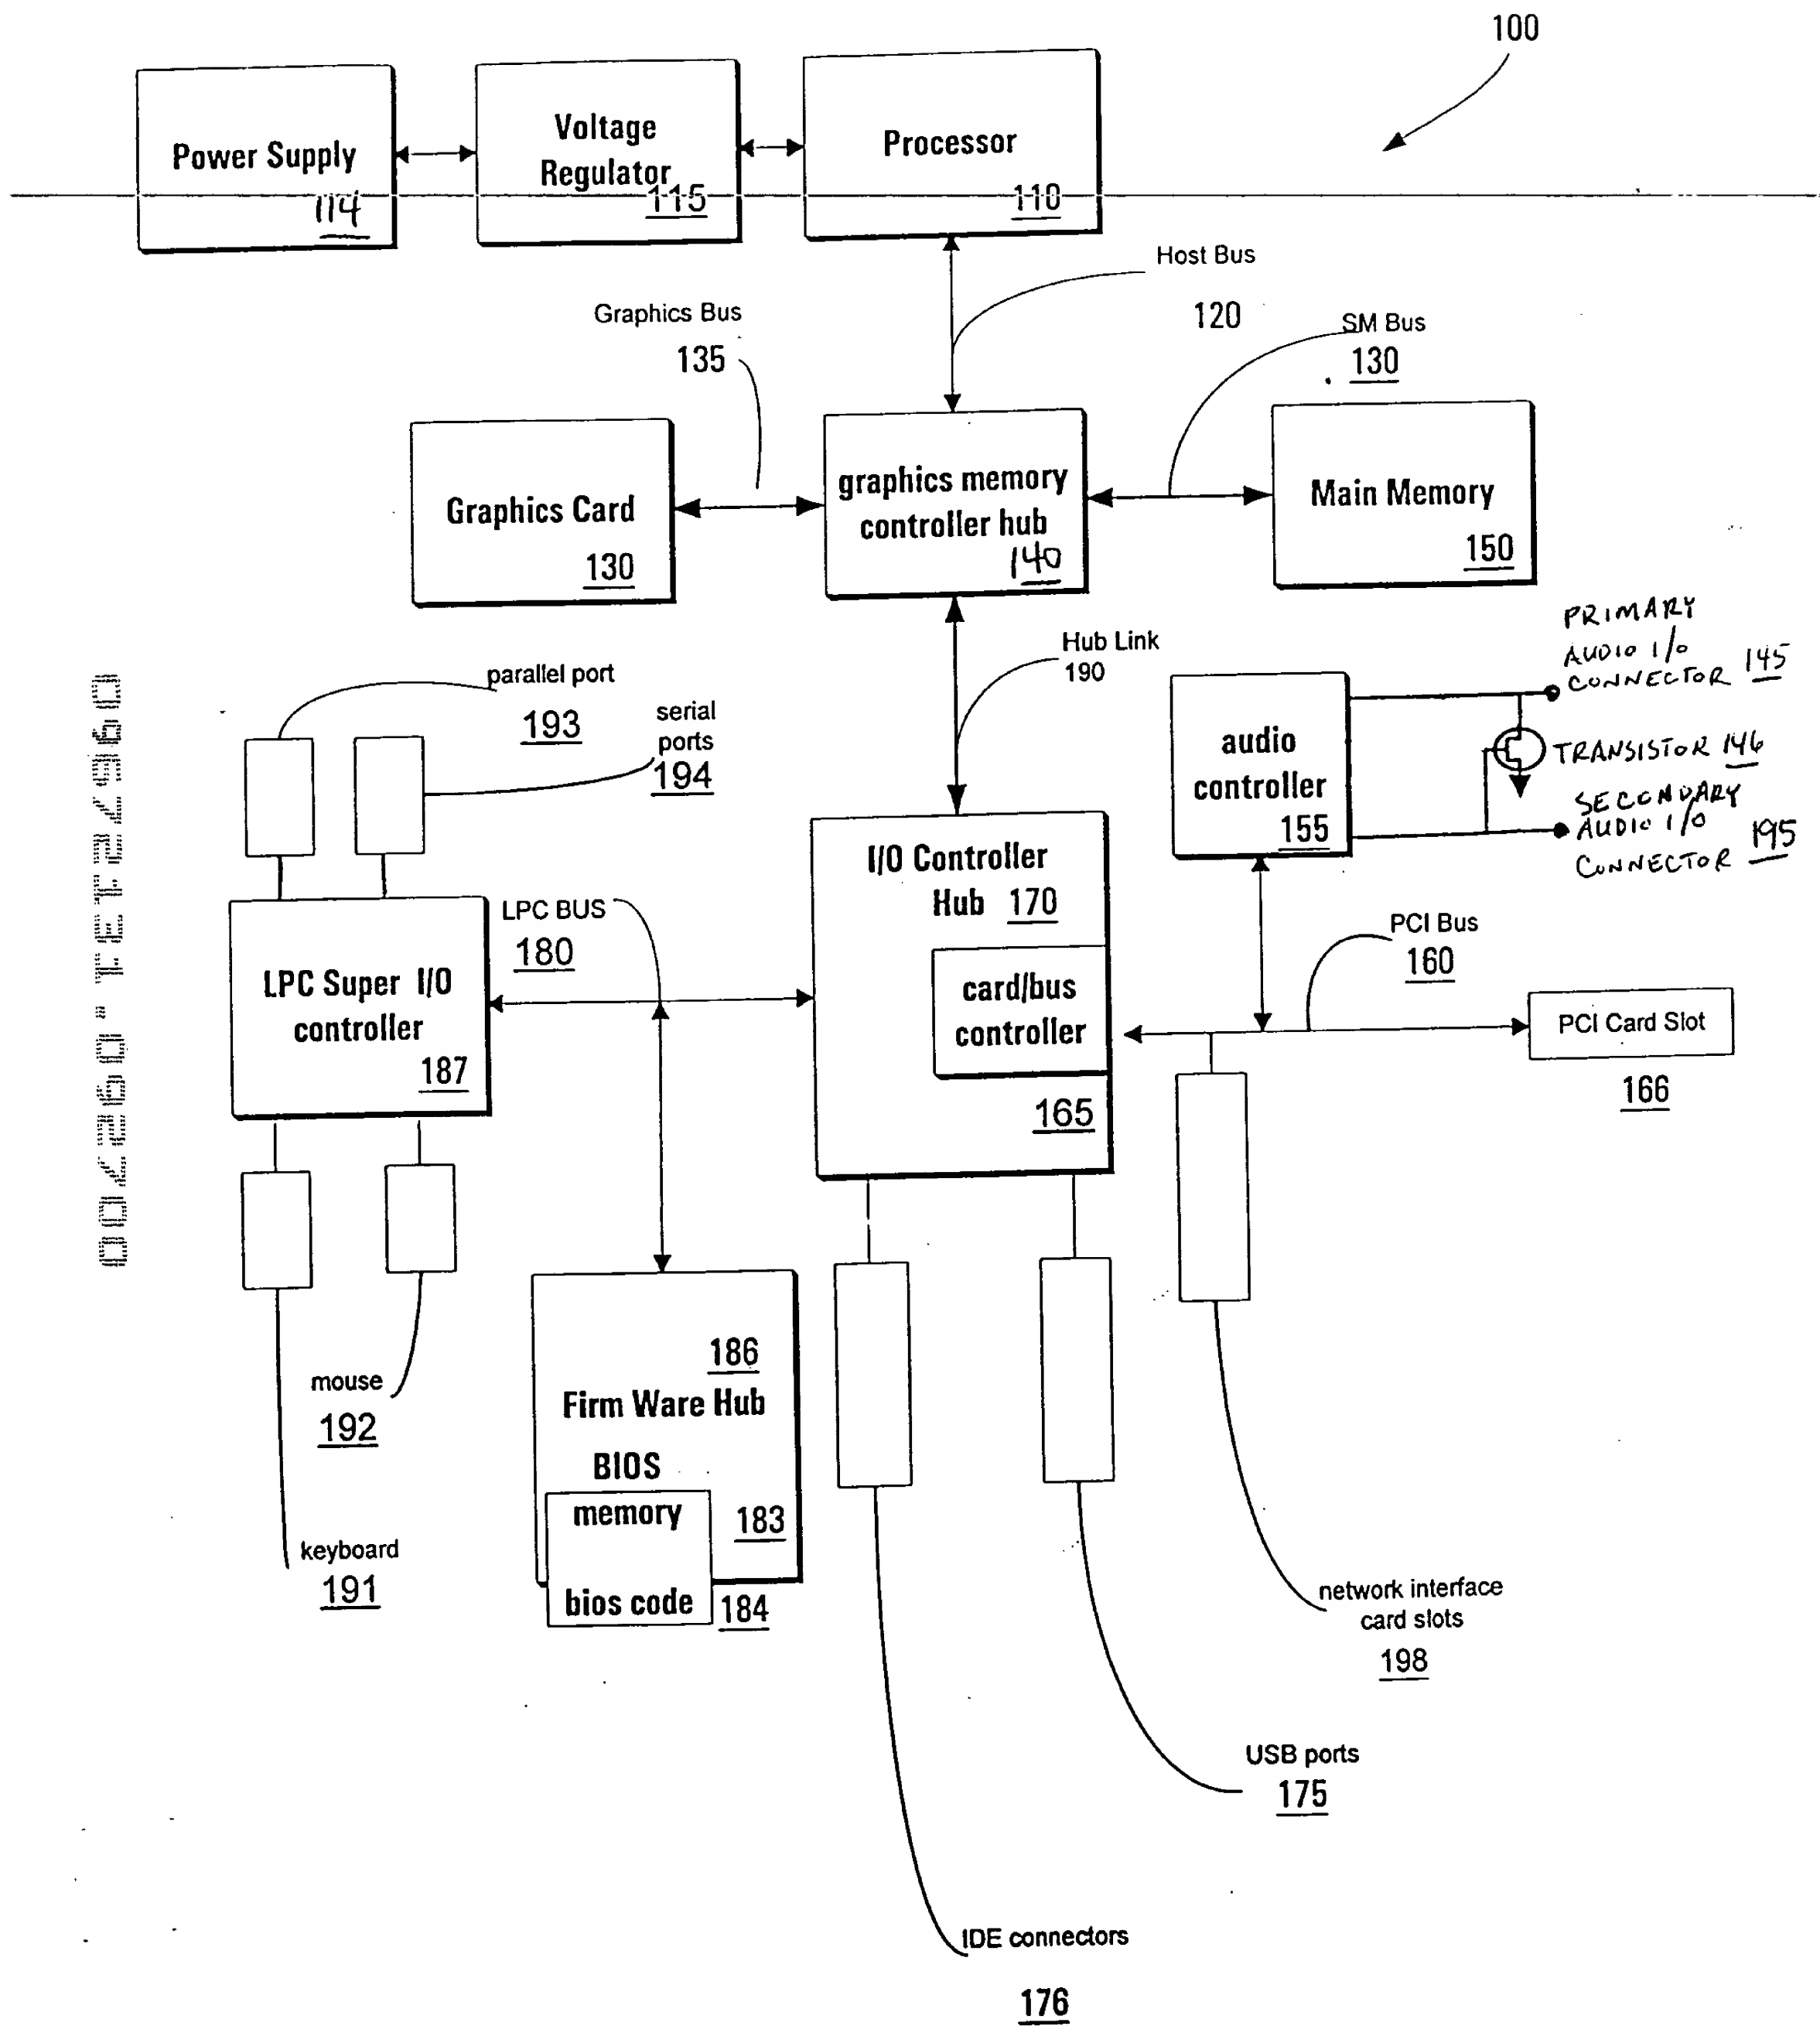 100
Power Supply
114
Voltage
Regulator
115
Processor
110
Host Bus
120
Graphics Bus
135
SM Bus
130
Graphics Card
130
graphics memory
controller hub
140
Main Memory
150
PRIMARY
AUDIO I/O
CONNECTOR 145
Hub Link
190
parallel port
193
serial
ports
194
audio
controller
155
TRANSISTOR 146
SECONDARY
AUDIO I/O
CONNECTOR 195
I/O Controller
Hub 170
card/bus
controller
165
LPC BUS
180
LPC Super I/O
controller
187
PCI Bus
160
PCI Card Slot
166
mouse
192
keyboard
191
186
Firm Ware Hub
BIOS
memory
183
bios code
184
network interface
card slots
198
USB ports
175
IDE connectors
176